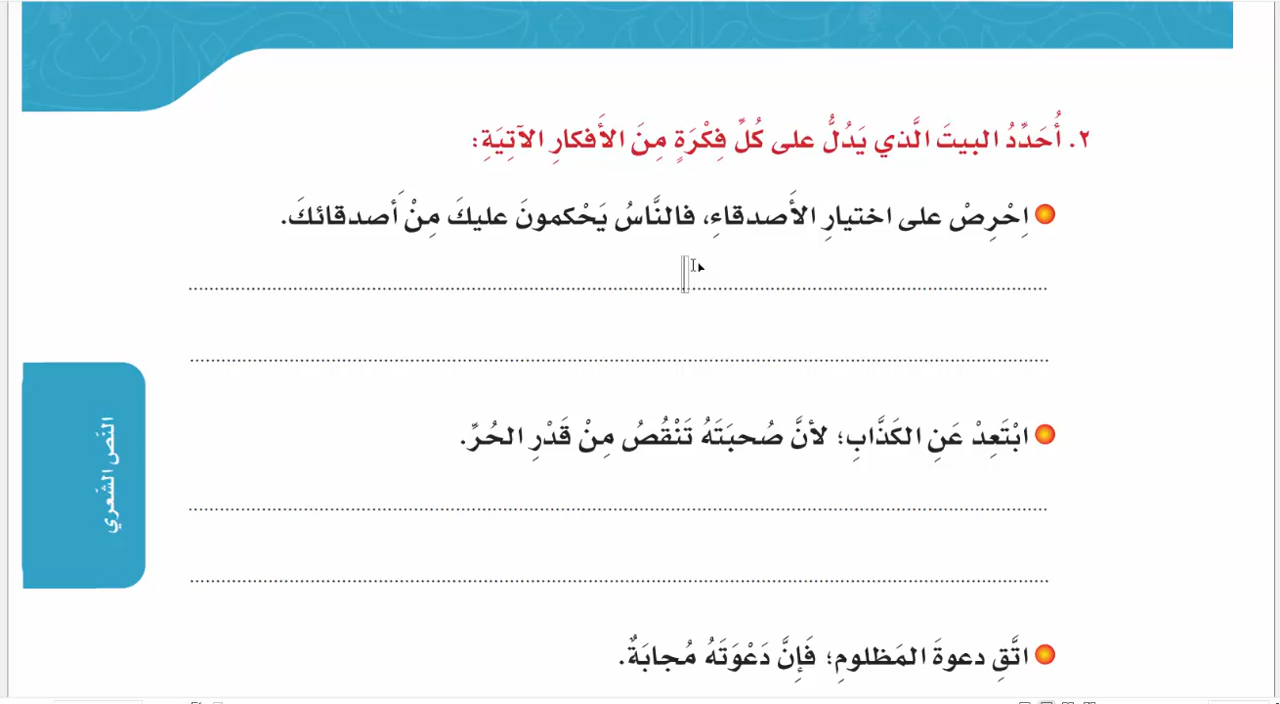 ٢. أُحَدِّدُ البيتَ الَّذي يَدُلُّ على كُلِّ فِكْرَةٍ مِنَ الأَفكارِ الآتِيَةِ:
اِحْرِصْ على اختيارِ الأَصدقاءِ، فالنَّاسُ يَحْكمونَ عليكَ مِنْ أَصدقائكَ.
ابْتَعِدْ عَنِ الكَذَّابِ؛ لأنَّ صُحبَتَهُ تَنْقُصُ مِنْ قَدْرِ الحُرِّ.
النَّص الشِّعري
اتَّقِ دعوةَ المَظلومِ؛ فَإِنَّ دَعْوَتَهُ مُجابَةٌ.